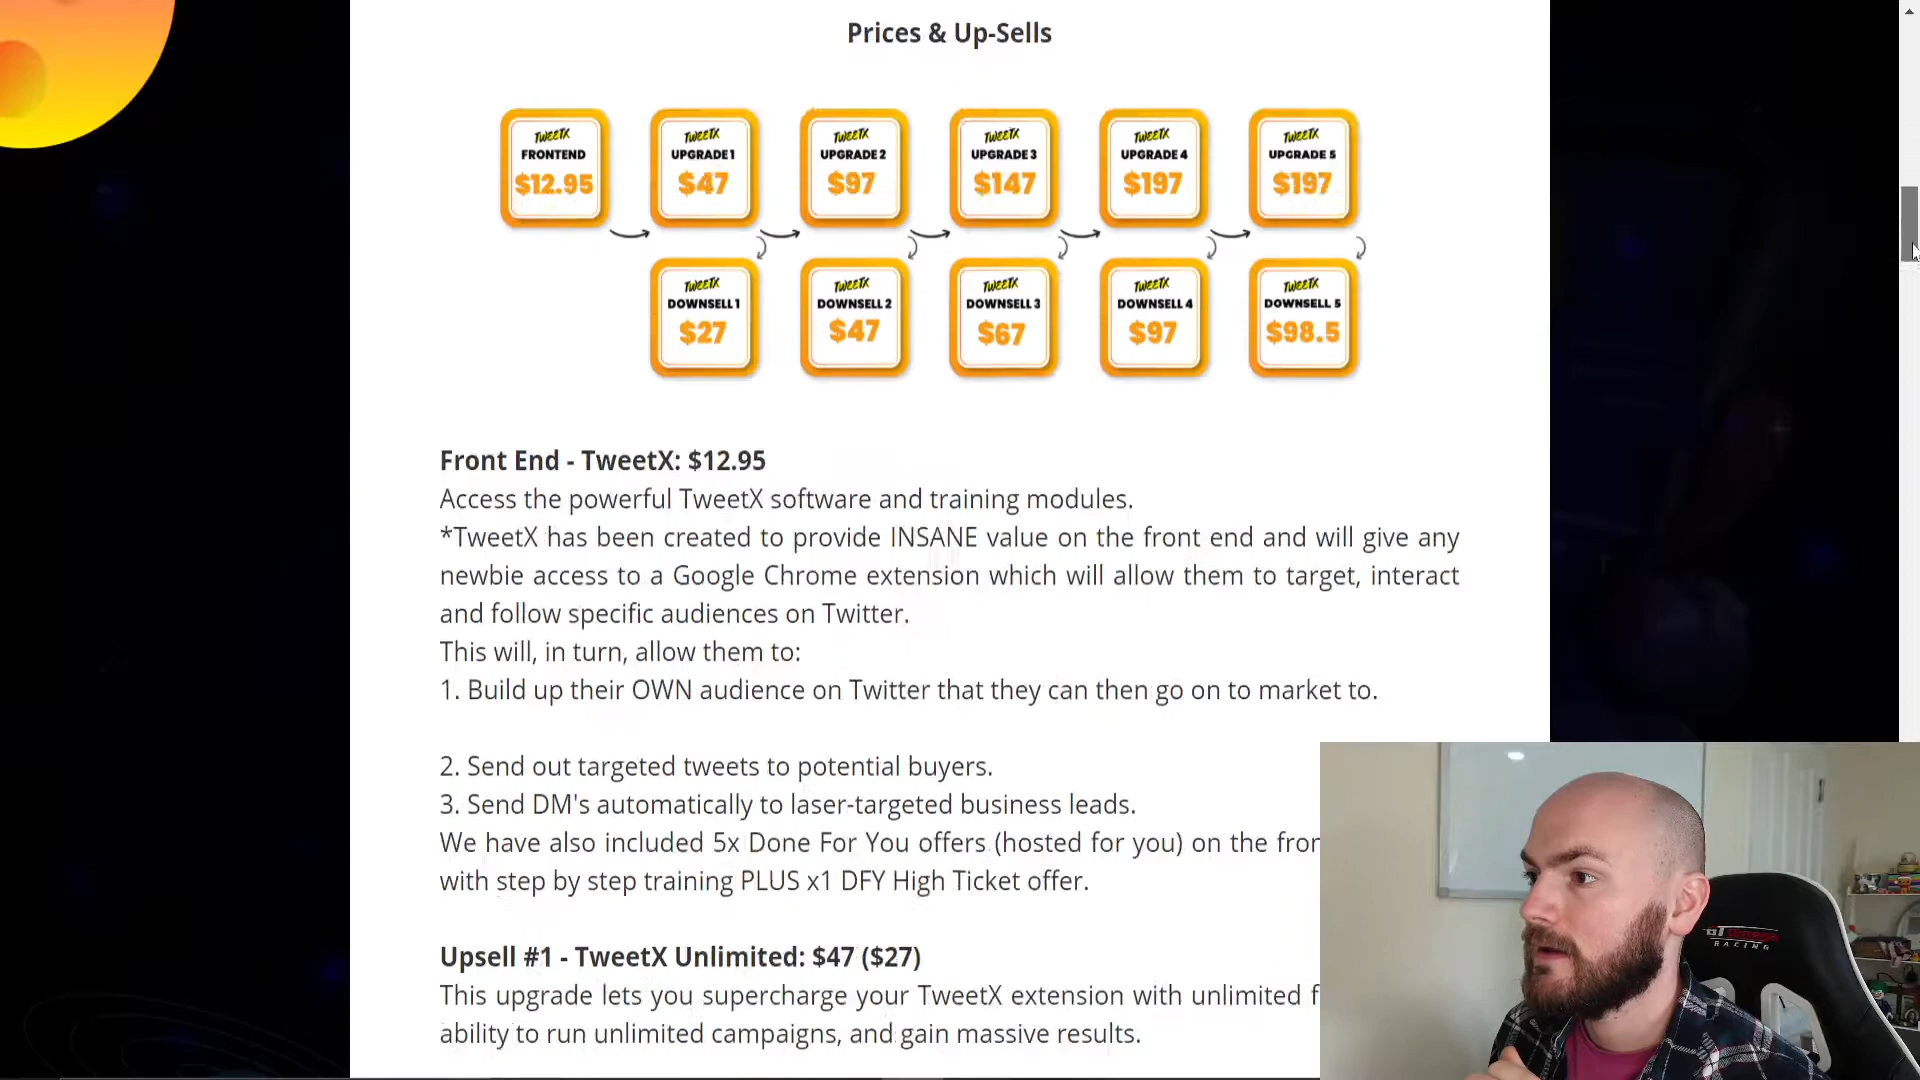 Prices & Up-Sells
TweetX TweetX TweetX TweetX TweetX TweetX
FRONTEND UPGRADE 1 UPGRADE 2 UPGRADE 3 UPGRADE 4 UPGRADE 5
$12.95 $47 $97 $147 $197 $197
TweetX TweetX TweetX TweetX TweetX
DOWNSELL 1 DOWNSELL 2 DOWNSELL 3 DOWNSELL 4 DOWNSELL 5
$27 $47 $67 $97 $98.5
Front End - TweetX: $12.95
Access the powerful TweetX software and training modules.
*TweetX has been created to provide INSANE value on the front end and will give any
newbie access to a Google Chrome extension which will allow them to target, interact
and follow specific audiences on Twitter.
This will, in turn, allow them to:
1. Build up their OWN audience on Twitter that they can then go on to market to.
2. Send out targeted tweets to potential buyers.
3. Send DM's automatically to laser-targeted business leads.
We have also included 5x Done For You offers (hosted for you) on the
with step by step training PLUS x1 DFY High Ticket offer.
Upsell #1 - TweetX Unlimited: $47 ($27)
This upgrade lets you supercharge your TweetX extension with unlimited
ability to run unlimited campaigns, and gain massive results.
RACING